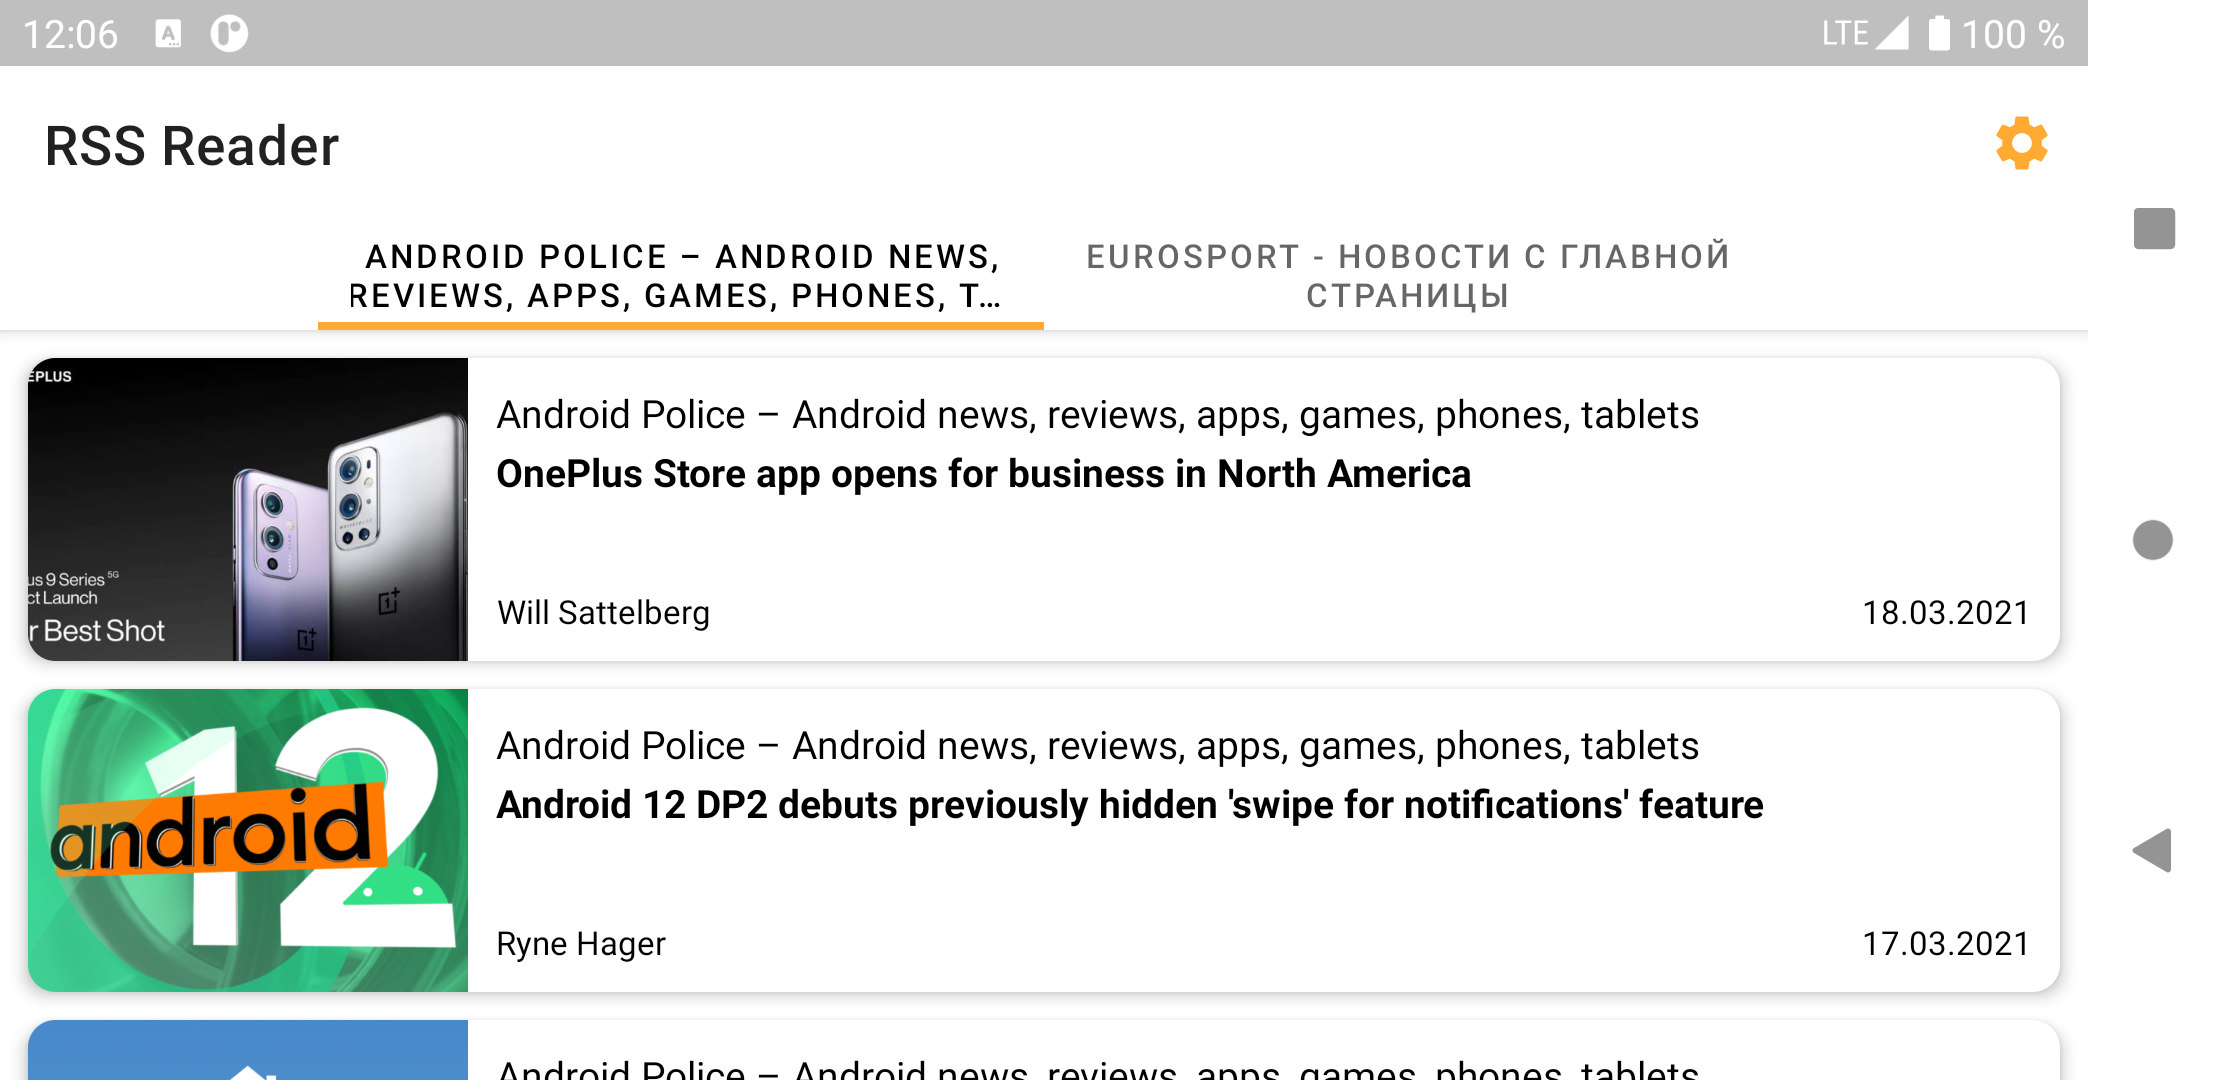 12:06
LTE 100 %
RSS Reader
ANDROID POLICE – ANDROID NEWS,
REVIEWS, APPS, GAMES, PHONES, T…
EUROSPORT - НОВОСТИ С ГЛАВНОЙ
СТРАНИЦЫ
EPLUS
us 9 Series 5G
ct Launch
r Best Shot
Android Police – Android news, reviews, apps, games, phones, tablets
OnePlus Store app opens for business in North America
Will Sattelberg
18.03.2021
12
android
Android Police – Android news, reviews, apps, games, phones, tablets
Android 12 DP2 debuts previously hidden 'swipe for notifications' feature
Ryne Hager
17.03.2021
Android Police – Android news, reviews, apps, games, phones, tablets